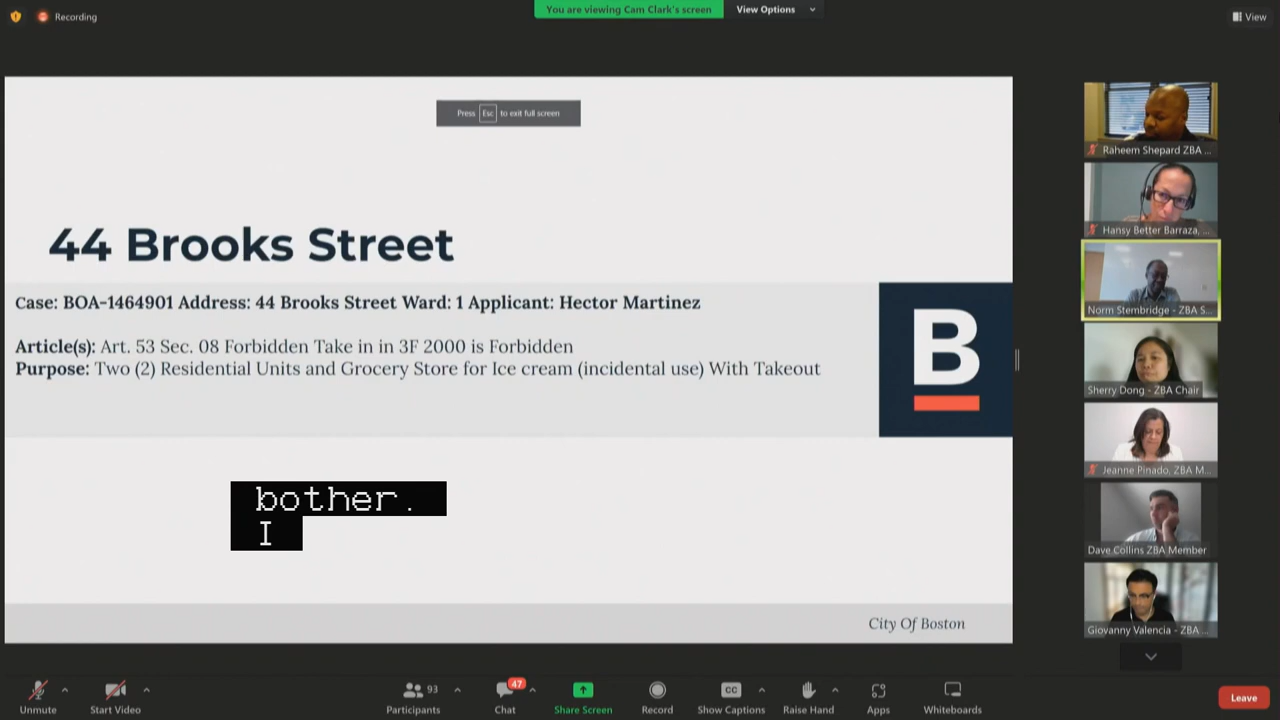 Recording
You are viewing Cam Clark's screen
View Options
View
Press Esc to exit full screen
44 Brooks Street
Case: BOA-1464901 Address: 44 Brooks Street Ward: 1 Applicant: Hector Martinez
Article(s): Art. 53 Sec. 08 Forbidden Take in in 3F 2000 is Forbidden
Purpose: Two (2) Residential Units and Grocery Store for Ice cream (incidental use) With Takeout
B
bother.
I
City Of Boston
Raheem Shepard ZBA ...
Hansy Better Barraza, ...
Norm Stembridge - ZBA S...
Sherry Dong - ZBA Chair
Jeanne Pinado, ZBA M...
Dave Collins ZBA Member
Giovanny Valencia - ZBA ...
Unmute
Start Video
93
Participants
47
Chat
Share Screen
Record
CC
Show Captions
Raise Hand
Apps
Whiteboards
Leave